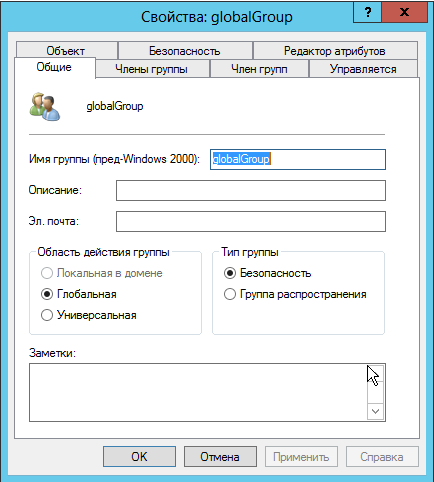 Свойства: globalGroup
?
x
Объект
Безопасность
Редактор атрибутов
Общие
Члены группы
Член групп
Управляется
globalGroup
Имя группы (пред-Windows 2000):
globalGroup
Описание:
Эл. почта:
Область действия группы
Тип группы
Локальная в домене
Безопасность
Глобальная
Группа распространения
Универсальная
Заметки:
OK
Отмена
Применить
Справка